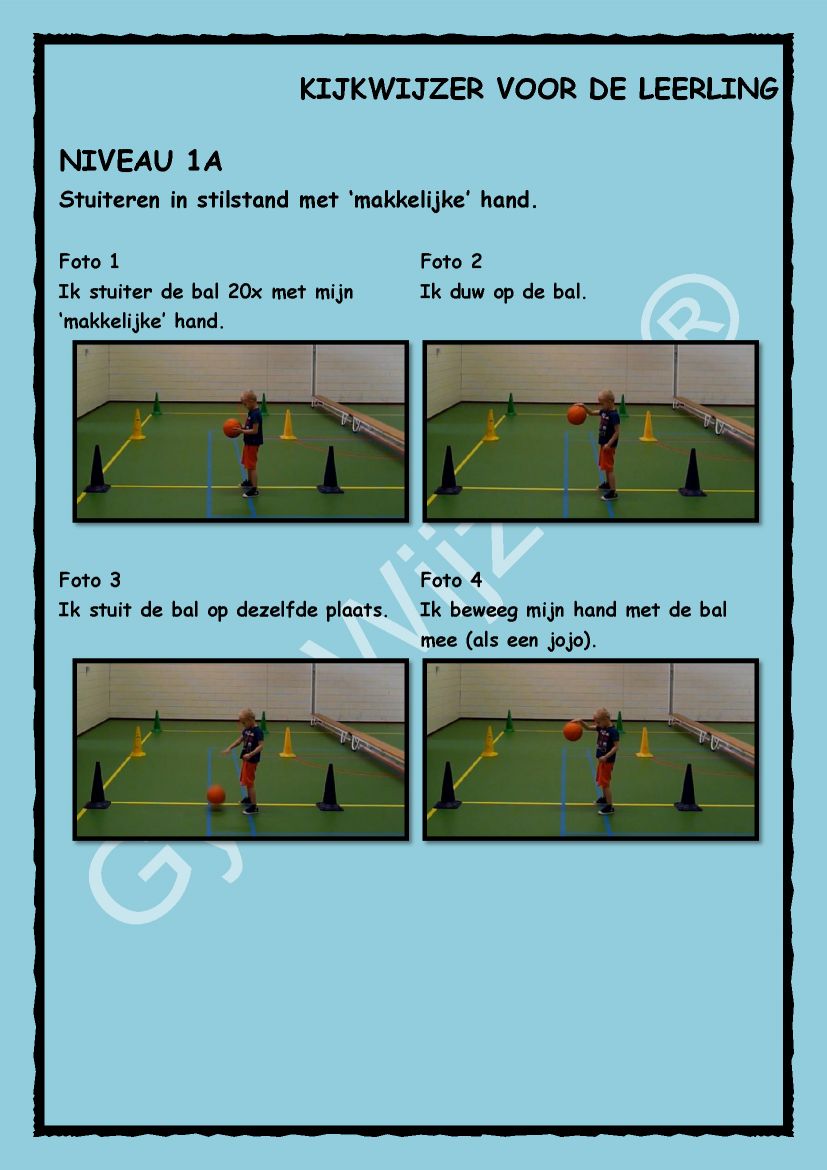 KIJKWIJZER VOOR DE LEERLING
NIVEAU 1A
Stuiteren in stilstand met ‘makkelijke’ hand.
Foto 1
Ik stuiter de bal 20x met mijn
‘makkelijke’ hand.
Foto 2
Ik duw op de bal.
Foto 3
Ik stuit de bal op dezelfde plaats.
Foto 4
Ik beweeg mijn hand met de bal
mee (als een jojo).